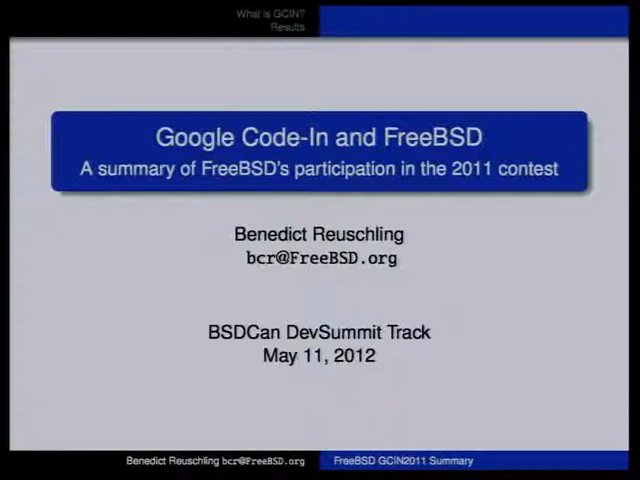 What is GCIN?
Results
Google Code-In and FreeBSD
A summary of FreeBSD's participation in the 2011 contest
Benedict Reuschling
bcr@FreeBSD.org
BSDCan DevSummit Track
May 11, 2012
Benedict Reuschling bcr@FreeBSD.org
FreeBSD GCIN2011 Summary